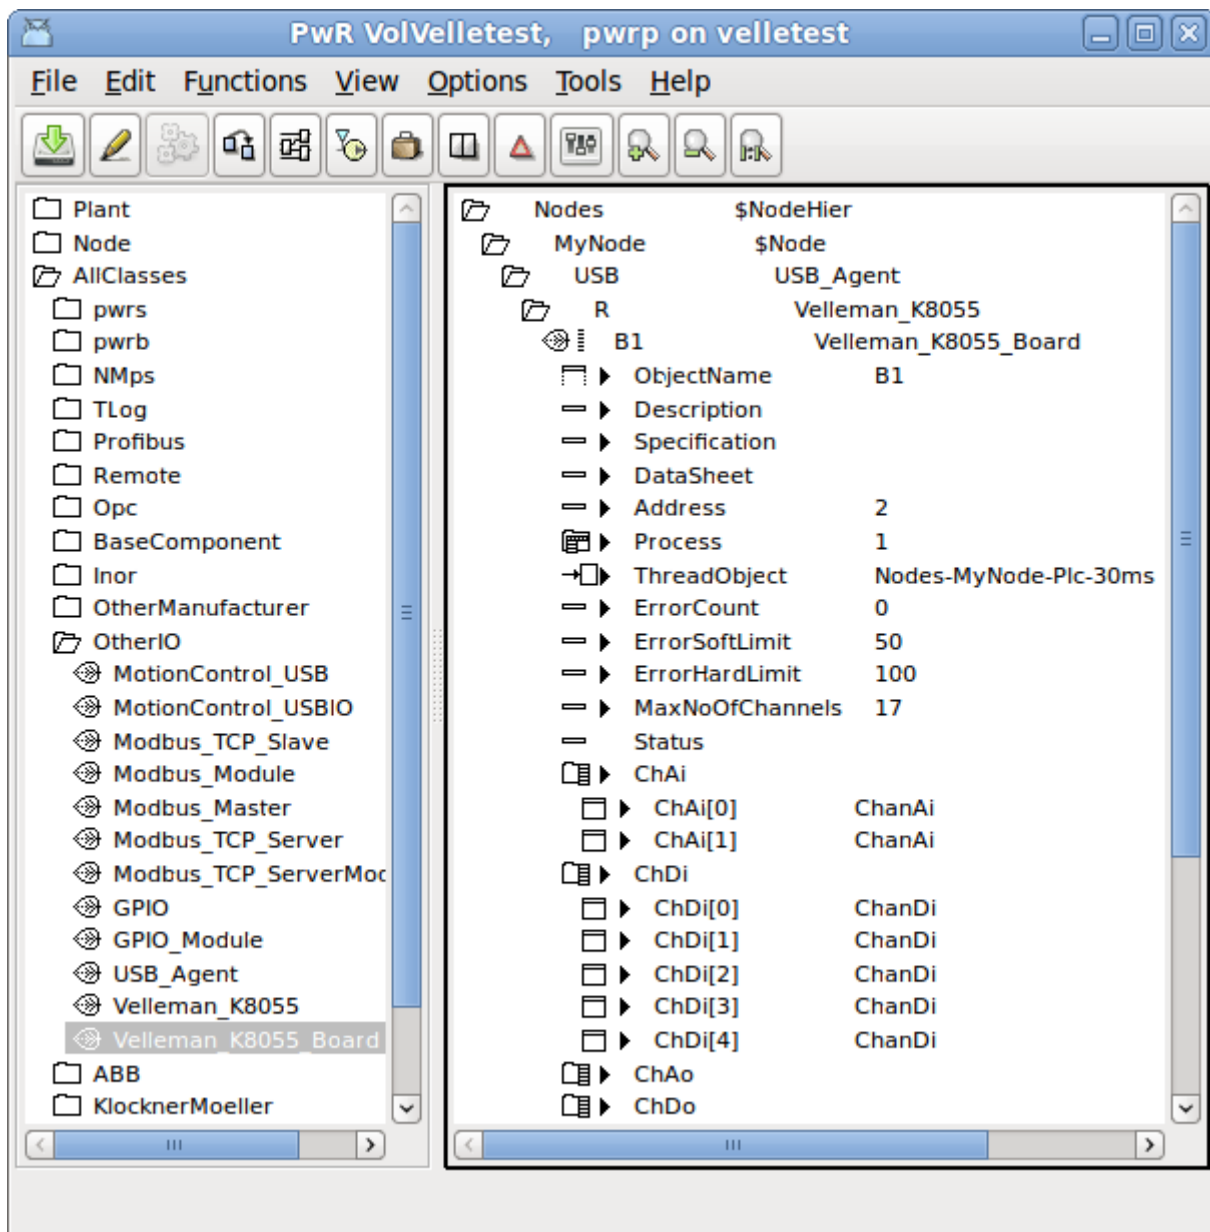 PwR VolVelletest, pwrp on velletest
File Edit Functions View Options Tools Help
Plant
Node
AllClasses
pwrs
pwrb
NMps
TLog
Profibus
Remote
Opc
BaseComponent
Inor
OtherManufacturer
OtherIO
MotionControl_USB
MotionControl_USBIO
Modbus_TCP_Slave
Modbus_Module
Modbus_Master
Modbus_TCP_Server
Modbus_TCP_ServerMod
GPIO
GPIO_Module
USB_Agent
Velleman_K8055
Velleman_K8055_Board
ABB
KlocknerMoeller
Nodes $NodeHier
MyNode $Node
USB USB_Agent
R Velleman_K8055
B1 Velleman_K8055_Board
ObjectName B1
Description
Specification
DataSheet
Address 2
Process 1
ThreadObject Nodes-MyNode-Plc-30ms
ErrorCount 0
ErrorSoftLimit 50
ErrorHardLimit 100
MaxNoOfChannels 17
Status
ChAi
ChAi[0] ChanAi
ChAi[1] ChanAi
ChDi
ChDi[0] ChanDi
ChDi[1] ChanDi
ChDi[2] ChanDi
ChDi[3] ChanDi
ChDi[4] ChanDi
ChAo
ChDo